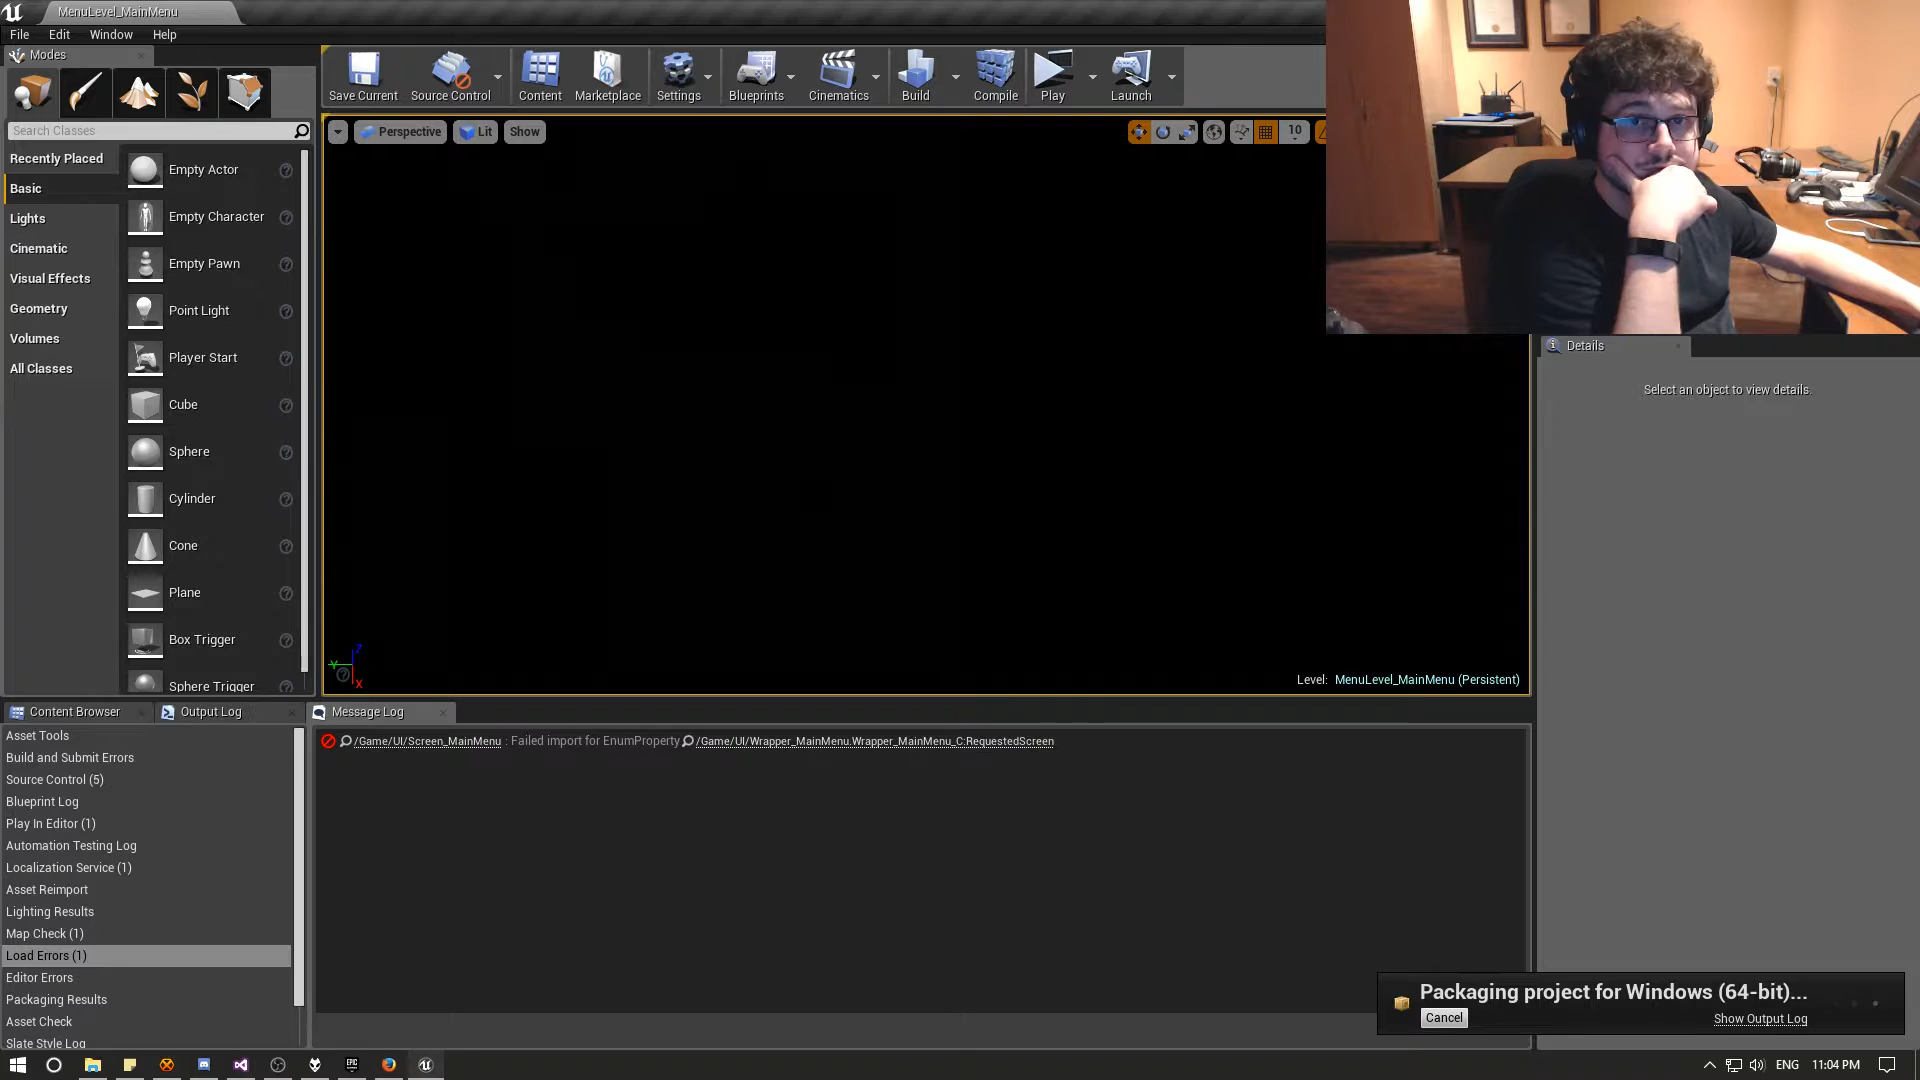 MenuLevel_MainMenu
File Edit Window Help
Modes
Save Current Source Control Content Marketplace Settings Blueprints Cinematics Build Compile Play Launch
Search Classes
Perspective Lit Show 10
Recently Placed
Basic
Lights
Cinematic
Visual Effects
Geometry
Volumes
All Classes
Empty Actor
Empty Character
Empty Pawn
Point Light
Player Start
Cube
Sphere
Cylinder
Cone
Plane
Box Trigger
Sphere Trigger
Z
Y
X
Level: MenuLevel_MainMenu (Persistent)
Details
Select an object to view details.
Content Browser Output Log Message Log
Asset Tools
Build and Submit Errors
Source Control (5)
Blueprint Log
Play In Editor (1)
Automation Testing Log
Localization Service (1)
Asset Reimport
Lighting Results
Map Check (1)
Load Errors (1)
Editor Errors
Packaging Results
Asset Check
Slate Style Log
/Game/UI/Screen_MainMenu : Failed import for EnumProperty /Game/UI/Wrapper_MainMenu.Wrapper_MainMenu_C:RequestedScreen
Packaging project for Windows (64-bit)...
Cancel Show Output Log
EPIC
ENG 11:04 PM